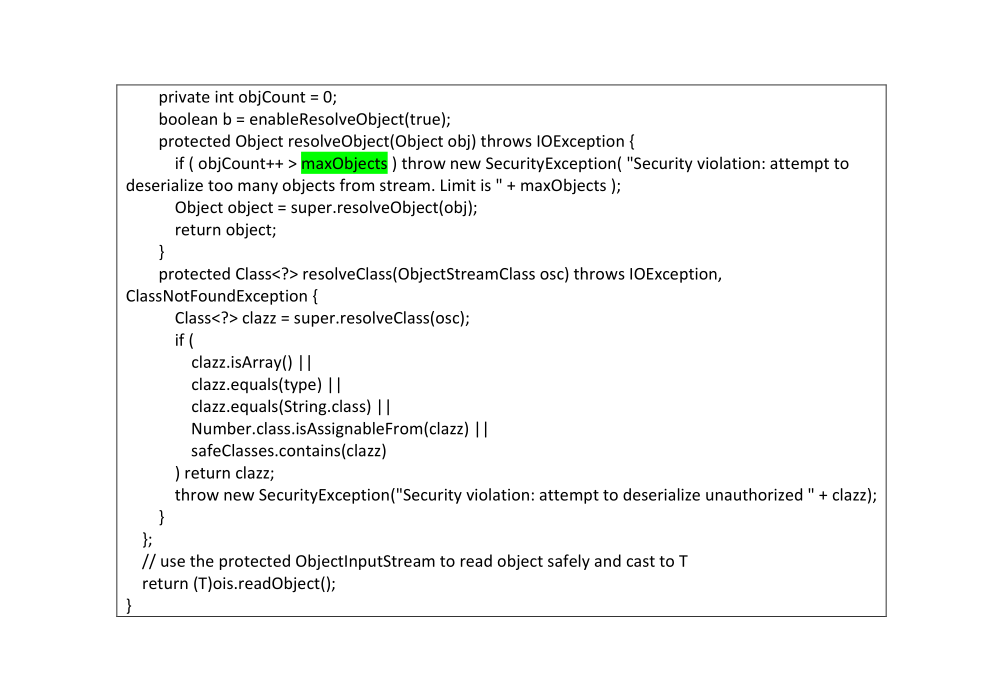 private int objCount = 0;
boolean b = enableResolveObject(true);
protected Object resolveObject(Object obj) throws IOException {
if ( objCount++ > maxObjects ) throw new SecurityException( "Security violation: attempt to
deserialize too many objects from stream. Limit is " + maxObjects );
Object object = super.resolveObject(obj);
return object;
}
protected Class<?> resolveClass(ObjectStreamClass osc) throws IOException,
ClassNotFoundException {
Class<?> clazz = super.resolveClass(osc);
if (
clazz.isArray() ||
clazz.equals(type) ||
clazz.equals(String.class) ||
Number.class.isAssignableFrom(clazz) ||
safeClasses.contains(clazz)
) return clazz;
throw new SecurityException("Security violation: attempt to deserialize unauthorized " + clazz);
}
};
// use the protected ObjectInputStream to read object safely and cast to T
return (T)ois.readObject();
}